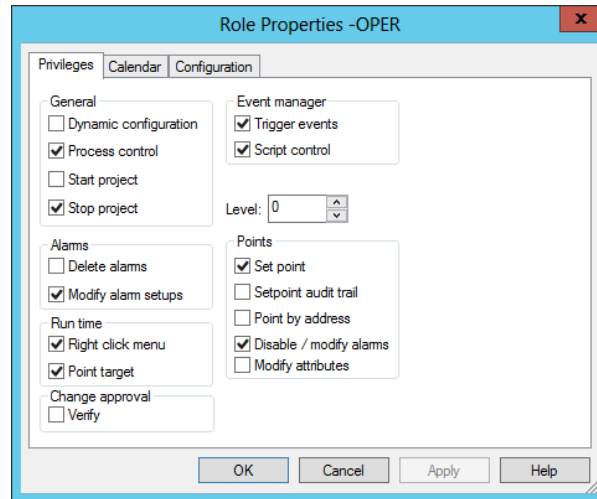 Role Properties -OPER
x
Privileges
Calendar
Configuration
General
Dynamic configuration
Process control
Start project
Stop project
Event manager
Trigger events
Script control
Level: 0
Alarms
Delete alarms
Modify alarm setups
Points
Set point
Setpoint audit trail
Point by address
Disable / modify alarms
Modify attributes
Run time
Right click menu
Point target
Change approval
Verify
OK
Cancel
Apply
Help